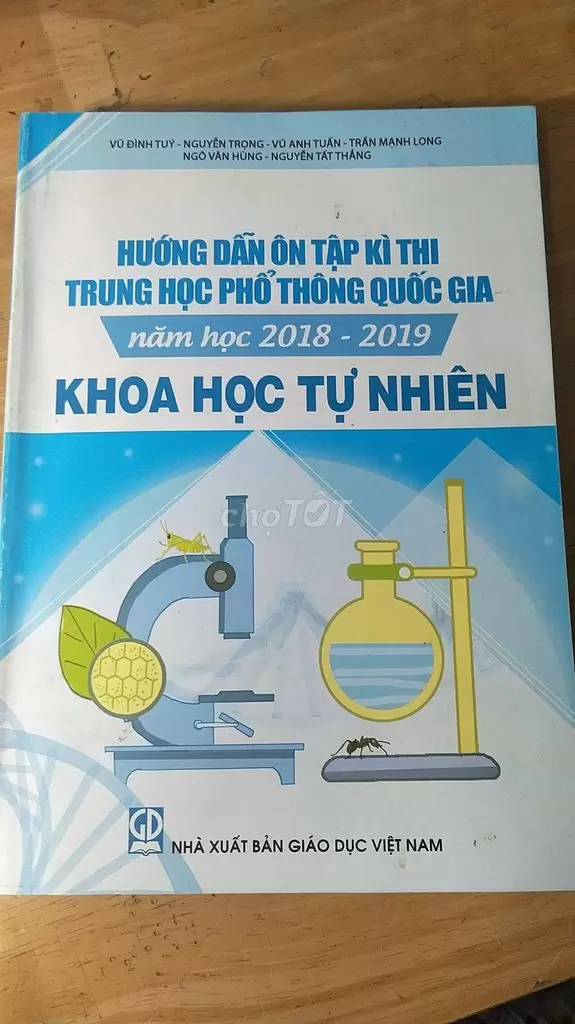 VŨ ĐÌNH TUÝ - NGUYỄN TRỌNG - VŨ ANH TUẤN - TRẦN MẠNH LONG
NGÔ VĂN HÙNG - NGUYỄN TẤT THẮNG
HƯỚNG DẪN ÔN TẬP KÌ THI
TRUNG HỌC PHỔ THÔNG QUỐC GIA
năm học 2018 - 2019
KHOA HỌC TỰ NHIÊN
chợTỐT
GD
NHÀ XUẤT BẢN GIÁO DỤC VIỆT NAM